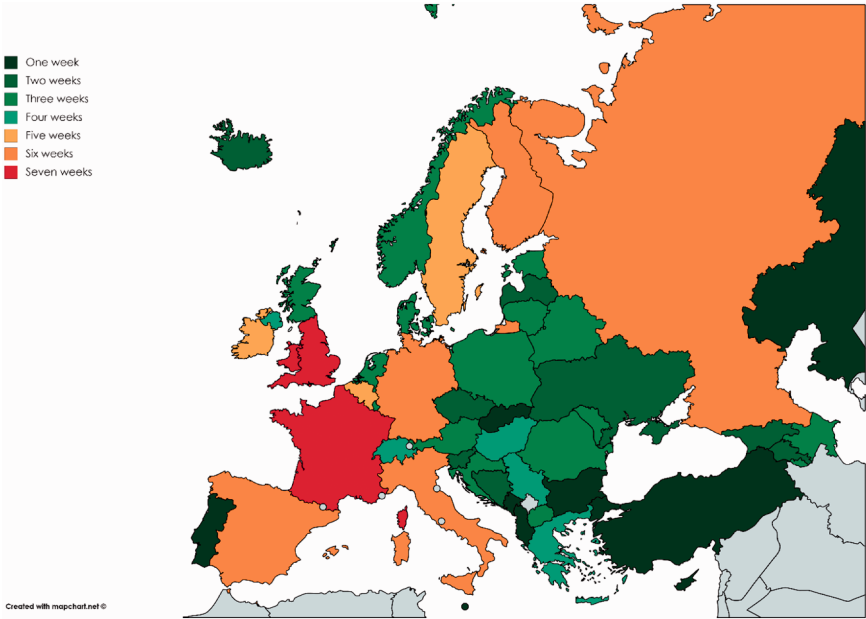 One week
Two weeks
Three weeks
Four weeks
Five weeks
Six weeks
Seven weeks
Created with mapchart.net ©